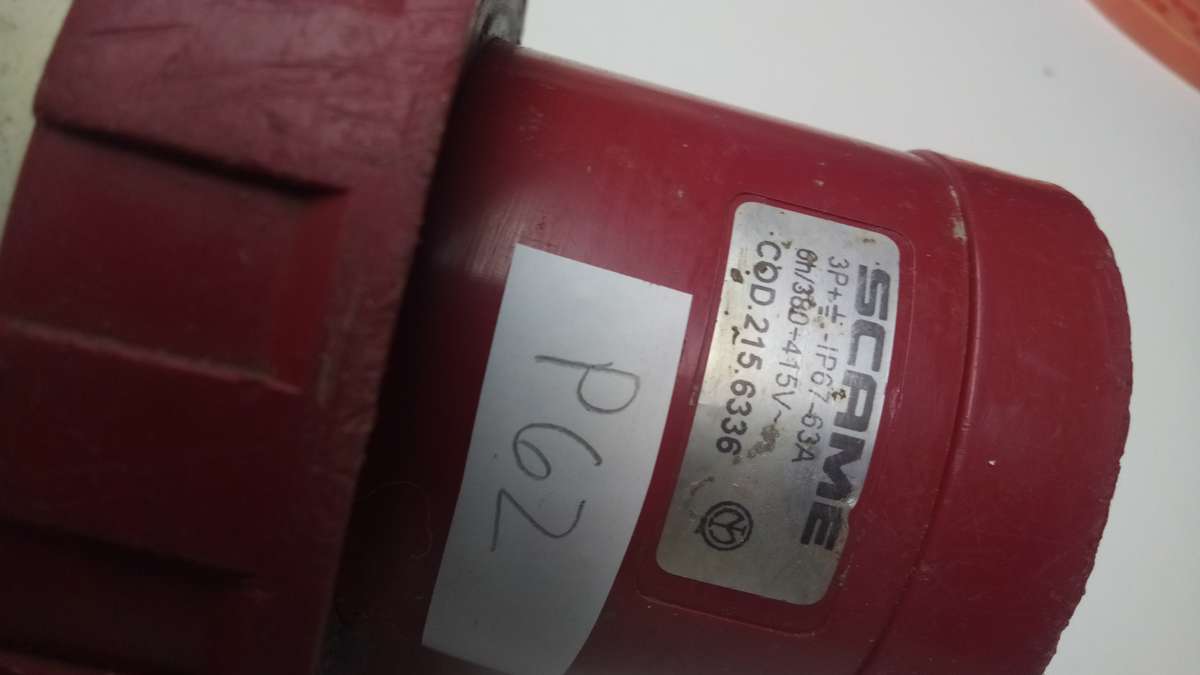 SCAME
3P+⏚-IP67-63A
6h/380÷415V~
COD.215.6336
P62